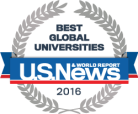 BEST
GLOBAL
UNIVERSITIES
U.S.News & WORLD REPORT
2016